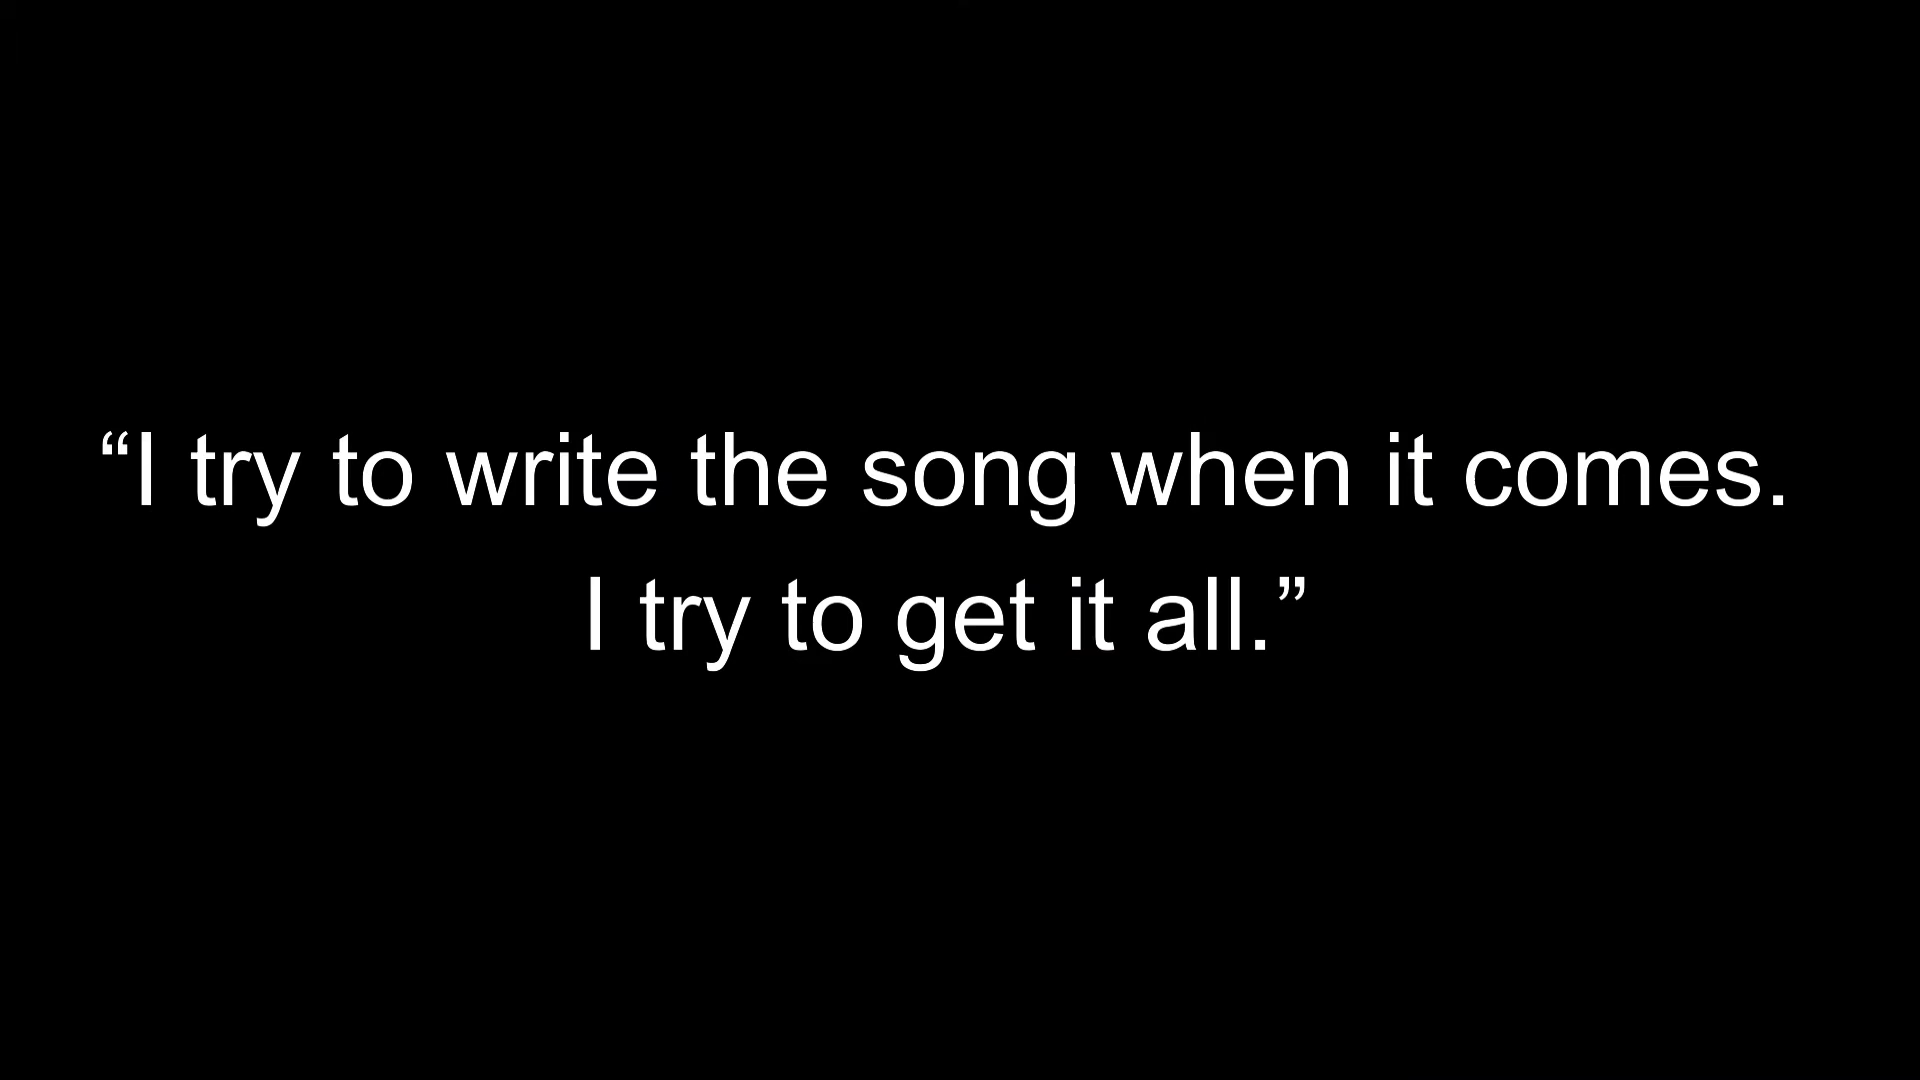 “I try to write the song when it comes.
I try to get it all.”